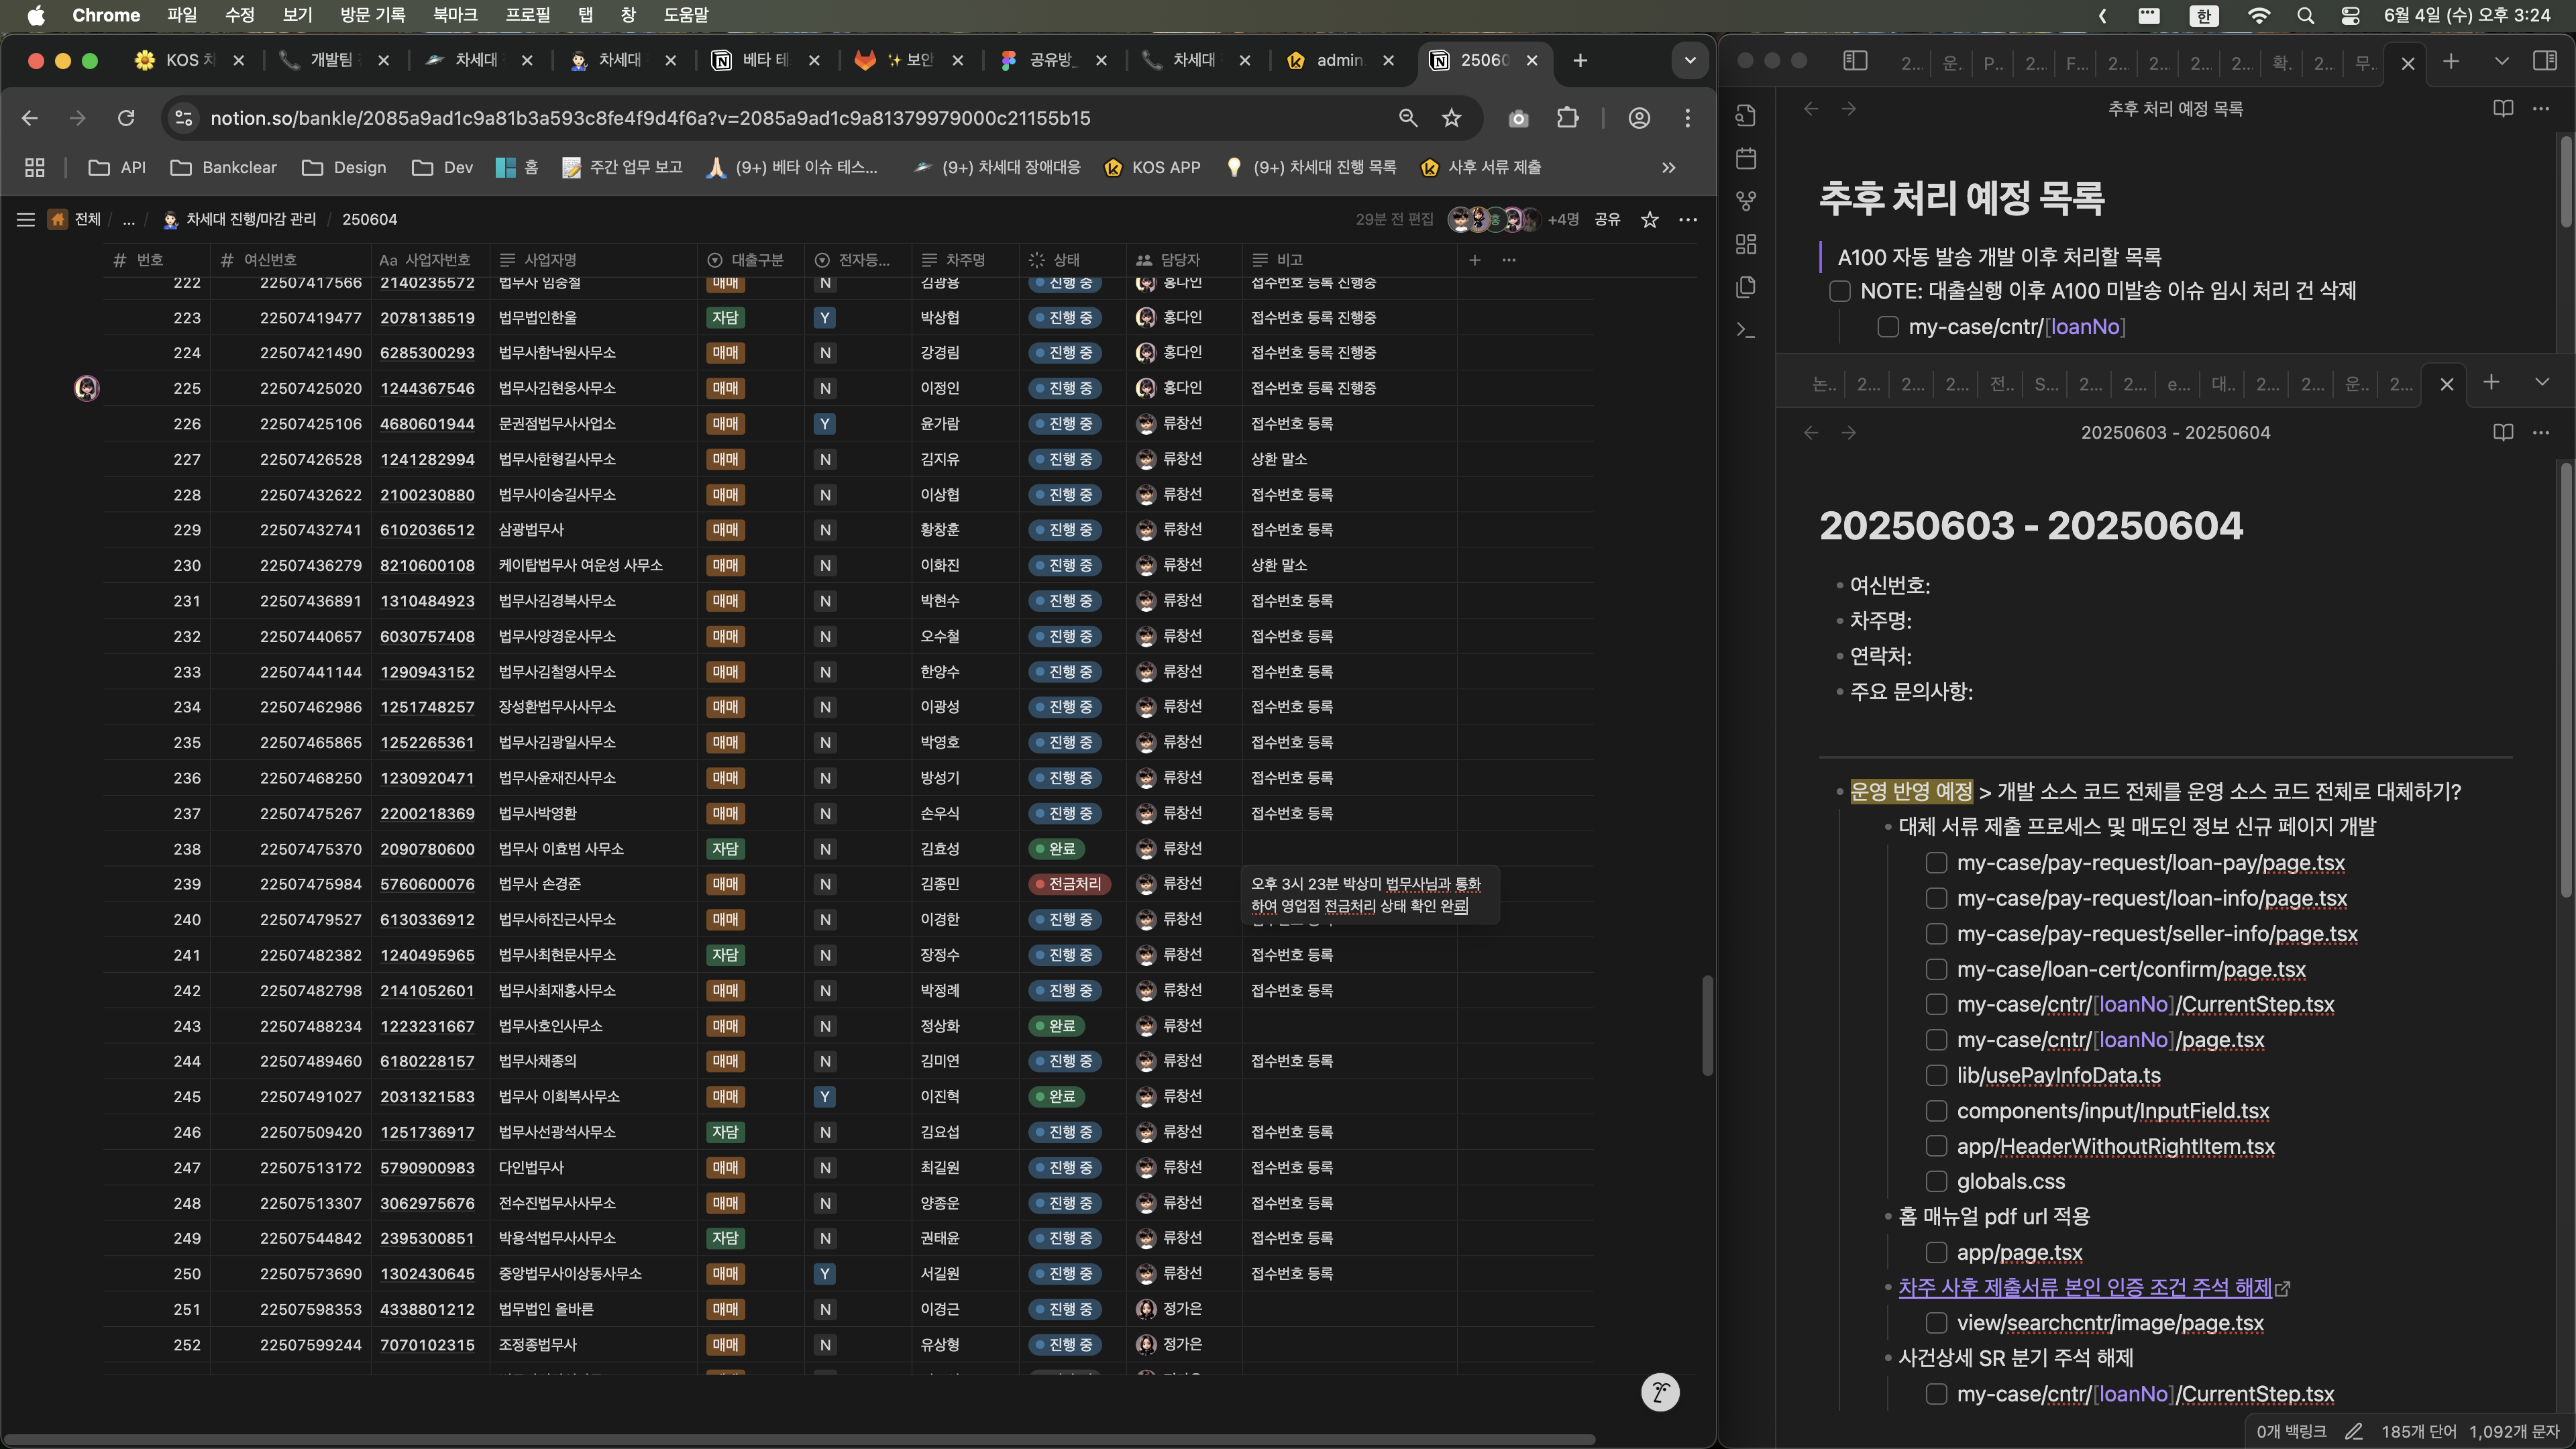 Chrome 파일 수정 보기 방문 기록 북마크 프로필 탭 창 도움말 한 6월 4일 (수) 오후 3:24
KOS 차 개발팀 차세대 차세대 베타 테 보안 공유방_ 차세대 admin. 25060
notion.so/bankle/2085a9ad1c9a81b3a593c8fe4f9d4f6a?v=2085a9ad1c9a81379979000c21155b15
API Bankclear Design Dev 홈 주간 업무 보고 (9+) 베타 이슈 테스... (9+) 차세대 장애대응 KOS APP (9+) 차세대 진행 목록 사후 서류 제출
전체 / ... / 차세대 진행/마감 관리 / 250604 29분 전 편집 +4명 공유
번호 여신번호 사업자번호 사업자명 대출구분 전자등... 차주명 상태 담당자 비고
222 22507417566 2140235572 법무사 임중철 매매 N 김광용 진행 중 홍다인 접수번호 등록 진행중
223 22507419477 2078138519 법무법인한울 자담 Y 박상협 진행 중 홍다인 접수번호 등록 진행중
224 22507421490 6285300293 법무사함낙원사무소 매매 N 강경림 진행 중 홍다인 접수번호 등록 진행중
225 22507425020 1244367546 법무사김현웅사무소 매매 N 이정인 진행 중 홍다인 접수번호 등록 진행중
226 22507425106 4680601944 문권점법무사사업소 매매 Y 윤가람 진행 중 류창선 접수번호 등록
227 22507426528 1241282994 법무사한형길사무소 매매 N 김지유 진행 중 류창선 상환 말소
228 22507432622 2100230880 법무사이승길사무소 매매 N 이상협 진행 중 류창선 접수번호 등록
229 22507432741 6102036512 삼광법무사 매매 N 황창훈 진행 중 류창선 접수번호 등록
230 22507436279 8210600108 케이탑법무사 여운성 사무소 매매 N 이화진 진행 중 류창선 상환 말소
231 22507436891 1310484923 법무사김경복사무소 매매 N 박현수 진행 중 류창선 접수번호 등록
232 22507440657 6030757408 법무사양경운사무소 매매 N 오수철 진행 중 류창선 접수번호 등록
233 22507441144 1290943152 법무사김철영사무소 매매 N 한양수 진행 중 류창선 접수번호 등록
234 22507462986 1251748257 장성환법무사사무소 매매 N 이광성 진행 중 류창선 접수번호 등록
235 22507465865 1252265361 법무사김광일사무소 매매 N 박영호 진행 중 류창선 접수번호 등록
236 22507468250 1230920471 법무사윤재진사무소 매매 N 방성기 진행 중 류창선 접수번호 등록
237 22507475267 2200218369 법무사박영환 매매 N 손우식 진행 중 류창선 접수번호 등록
238 22507475370 2090780600 법무사 이효범 사무소 자담 N 김효성 완료 류창선
239 22507475984 5760600076 법무사 손경준 매매 N 김종민 전금처리 류창선 오후 3시 23분 박상미 법무사님과 통화
하여 영업점 전금처리 상태 확인 완료
240 22507479527 6130336912 법무사하진근사무소 매매 N 이경한 진행 중 류창선
241 22507482382 1240495965 법무사최현문사무소 자담 N 장정수 진행 중 류창선 접수번호 등록
242 22507482798 2141052601 법무사최재홍사무소 매매 N 박정례 진행 중 류창선 접수번호 등록
243 22507488234 1223231667 법무사호인사무소 매매 N 정상화 완료 류창선
244 22507489460 6180228157 법무사채종의 매매 N 김미연 진행 중 류창선 접수번호 등록
245 22507491027 2031321583 법무사 이희복사무소 매매 Y 이진혁 완료 류창선
246 22507509420 1251736917 법무사선광석사무소 자담 N 김요섭 진행 중 류창선 접수번호 등록
247 22507513172 5790900983 다인법무사 매매 N 최길원 진행 중 류창선 접수번호 등록
248 22507513307 3062975676 전수진법무사사무소 매매 N 양종운 진행 중 류창선 접수번호 등록
249 22507544842 2395300851 박용석법무사사무소 자담 N 권태윤 진행 중 류창선 접수번호 등록
250 22507573690 1302430645 중앙법무사이상동사무소 매매 Y 서길원 진행 중 류창선 접수번호 등록
251 22507598353 4338801212 법무법인 올바른 매매 N 이경근 진행 중 정가은
252 22507599244 7070102315 조정종법무사 매매 N 유상형 진행 중 정가은
2... 운. P.. 2... F... 2... 2... 2... 2... 확. 2... 무.
추후 처리 예정 목록
추후 처리 예정 목록
A100 자동 발송 개발 이후 처리할 목록
NOTE: 대출실행 이후 A100 미발송 이슈 임시 처리 건 삭제
my-case/cntr/[loanNo]
논.. 2... 2... 2... 전.. S... 2... 2... e... 대.. 2... 2... 운.. 2...
20250603 - 20250604
20250603 - 20250604
여신번호:
차주명:
연락처:
주요 문의사항:
운영 반영 예정 > 개발 소스 코드 전체를 운영 소스 코드 전체로 대체하기?
대체 서류 제출 프로세스 및 매도인 정보 신규 페이지 개발
my-case/pay-request/loan-pay/page.tsx
my-case/pay-request/loan-info/page.tsx
my-case/pay-request/seller-info/page.tsx
my-case/loan-cert/confirm/page.tsx
my-case/cntr/[loanNo]/CurrentStep.tsx
my-case/cntr/[loanNo]/page.tsx
lib/usePayInfoData.ts
components/input/InputField.tsx
app/HeaderWithoutRightItem.tsx
globals.css
홈 매뉴얼 pdf url 적용
app/page.tsx
차주 사후 제출서류 본인 인증 조건 주석 해제
view/searchcntr/image/page.tsx
사건상세 SR 분기 주석 해제
my-case/cntr/[loanNo]/CurrentStep.tsx
0개 백링크 185개 단어 1,092개 문자